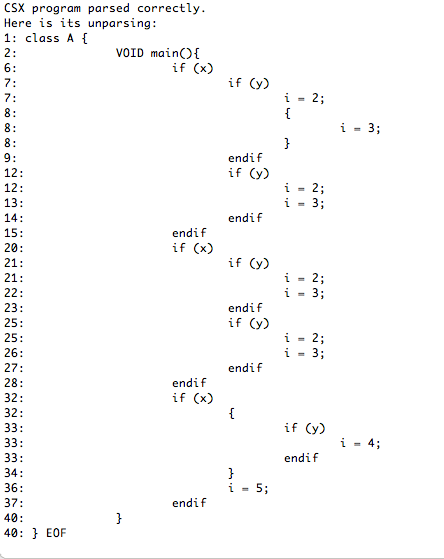 CSX program parsed correctly.
Here is its unparsing:
1: class A {
2:             VOID main(){
6:                     if (x)
7:                             if (y)
7:                                     i = 2;
8:                                     {
8:                                             i = 3;
8:                                     }
9:                             endif
12:                            if (y)
12:                                    i = 2;
13:                                    i = 3;
14:                            endif
15:                    endif
20:                    if (x)
21:                            if (y)
21:                                    i = 2;
22:                                    i = 3;
23:                            endif
25:                            if (y)
25:                                    i = 2;
26:                                    i = 3;
27:                            endif
28:                    endif
32:                    if (x)
32:                            {
33:                                    if (y)
33:                                            i = 4;
33:                                    endif
34:                            }
36:                            i = 5;
37:                    endif
40:            }
40: } EOF